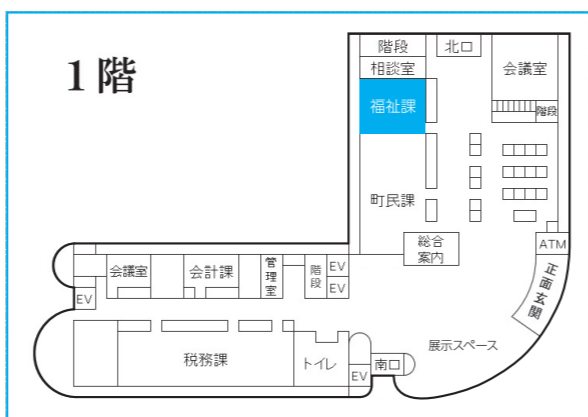 1階
階段
北口
相談室
会議室
福祉課
階段
町民課
総合
案内
ATM
正面玄関
会議室
会計課
管理室
階段
EV
EV
EV
展示スペース
税務課
トイレ
南口
EV